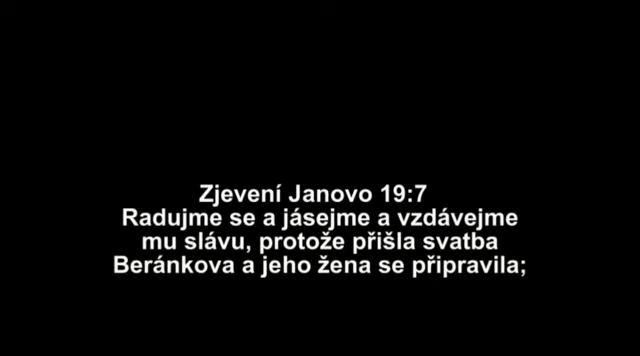 Zjevení Janovo 19:7
Radujme se a jásejme a vzdávejme
mu slávu, protože přišla svatba
Beránkova a jeho žena se připravila;